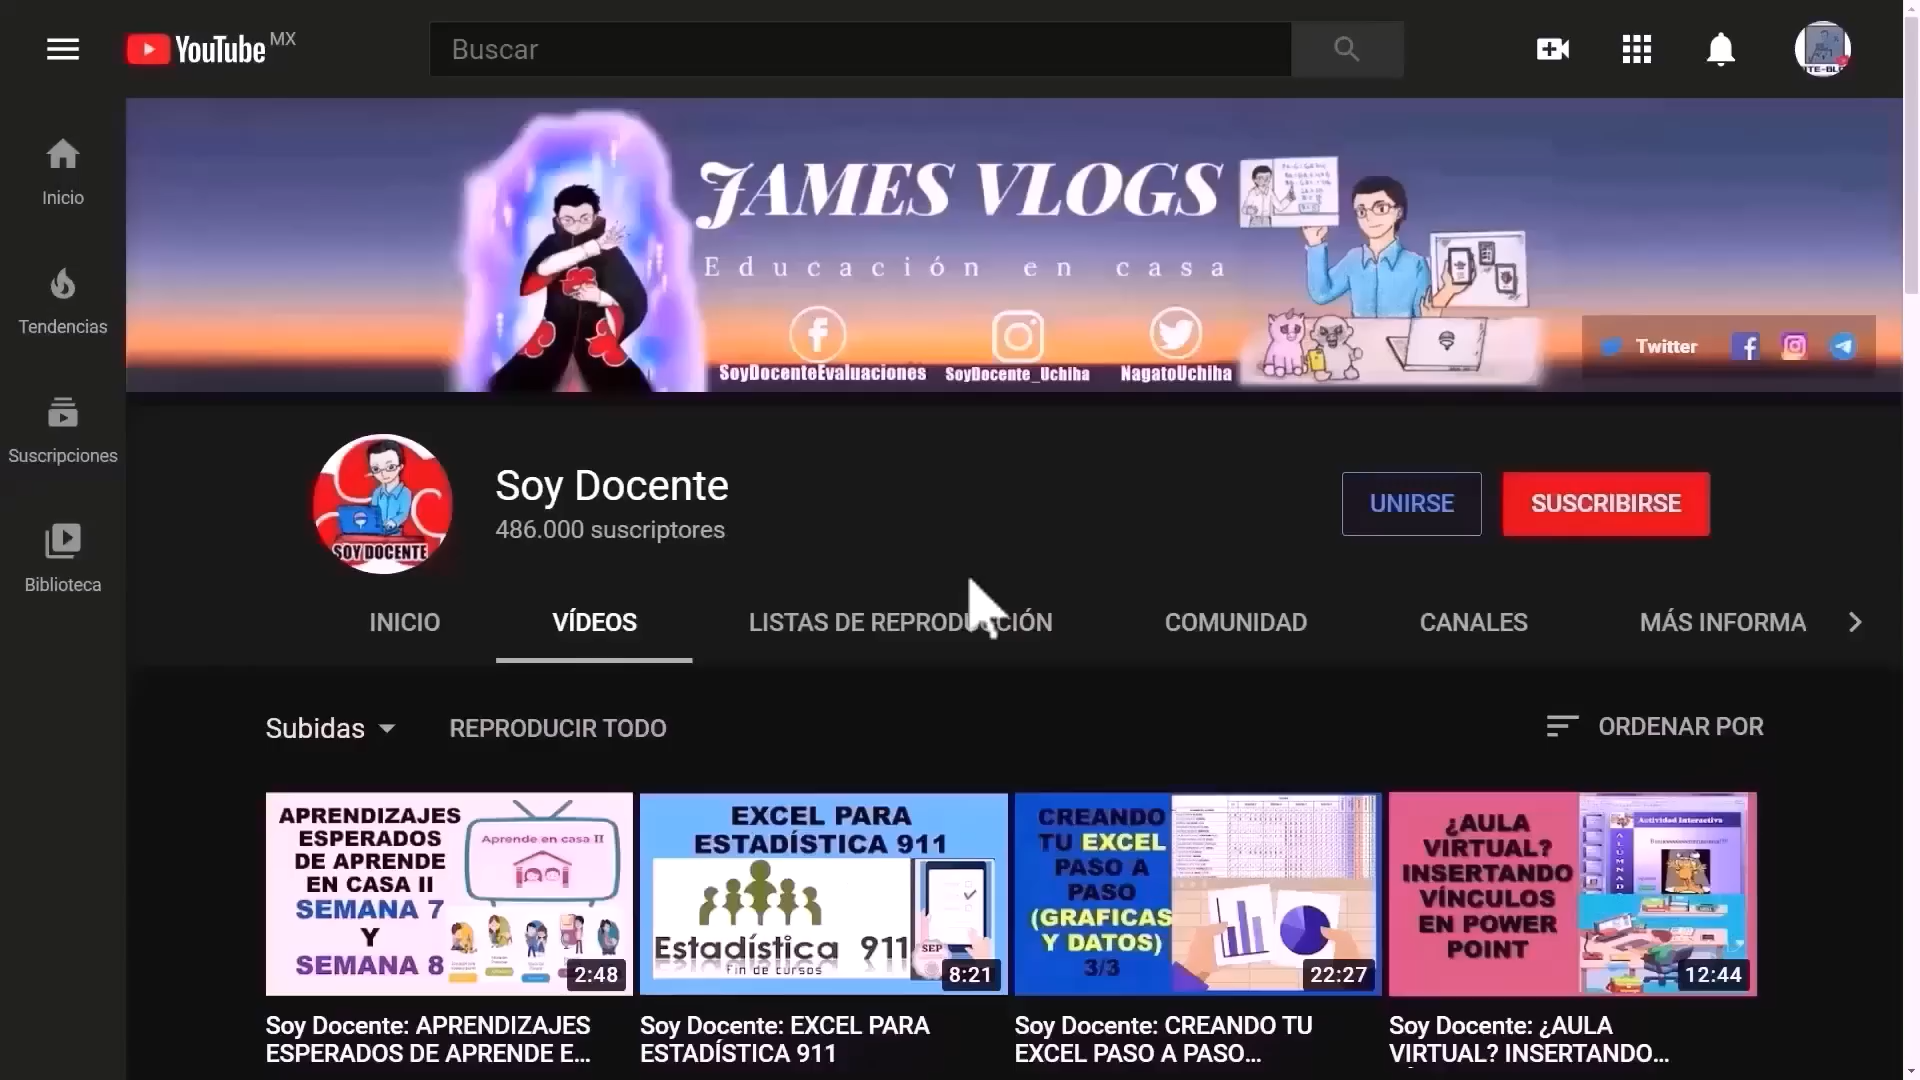 YouTube MX
Buscar
Inicio
Tendencias
Suscripciones
Biblioteca
JAMES VLOGS
Educación en casa
SoyDocenteEvaluaciones
SoyDocente_Uchiha
NagatoUchiha
Twitter
SOY DOCENTE
Soy Docente
486.000 suscriptores
UNIRSE
SUSCRIBIRSE
INICIO
VÍDEOS
LISTAS DE REPRODUCCIÓN
COMUNIDAD
CANALES
MÁS INFORMA
Subidas
REPRODUCIR TODO
ORDENAR POR
APRENDIZAJES
ESPERADOS
DE APRENDE
EN CASA II
SEMANA 7
Y
SEMANA 8
Aprende en casa II
2:48
EXCEL PARA
ESTADÍSTICA 911
Estadística 911
Fin de cursos
SEP
8:21
CREANDO
TU EXCEL
PASO A
PASO
(GRAFICAS
Y DATOS)
3/3
22:27
¿AULA
VIRTUAL?
INSERTANDO
VÍNCULOS
EN POWER
POINT
Actividad Interactiva
12:44
Soy Docente: APRENDIZAJES
ESPERADOS DE APRENDE E...
Soy Docente: EXCEL PARA
ESTADÍSTICA 911
Soy Docente: CREANDO TU
EXCEL PASO A PASO...
Soy Docente: ¿AULA
VIRTUAL? INSERTANDO...